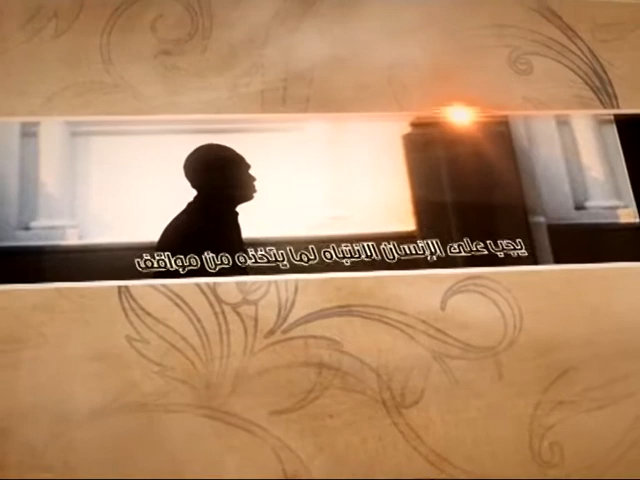 يجب على الإنسان الانتباه لما يتخذه من مواقف